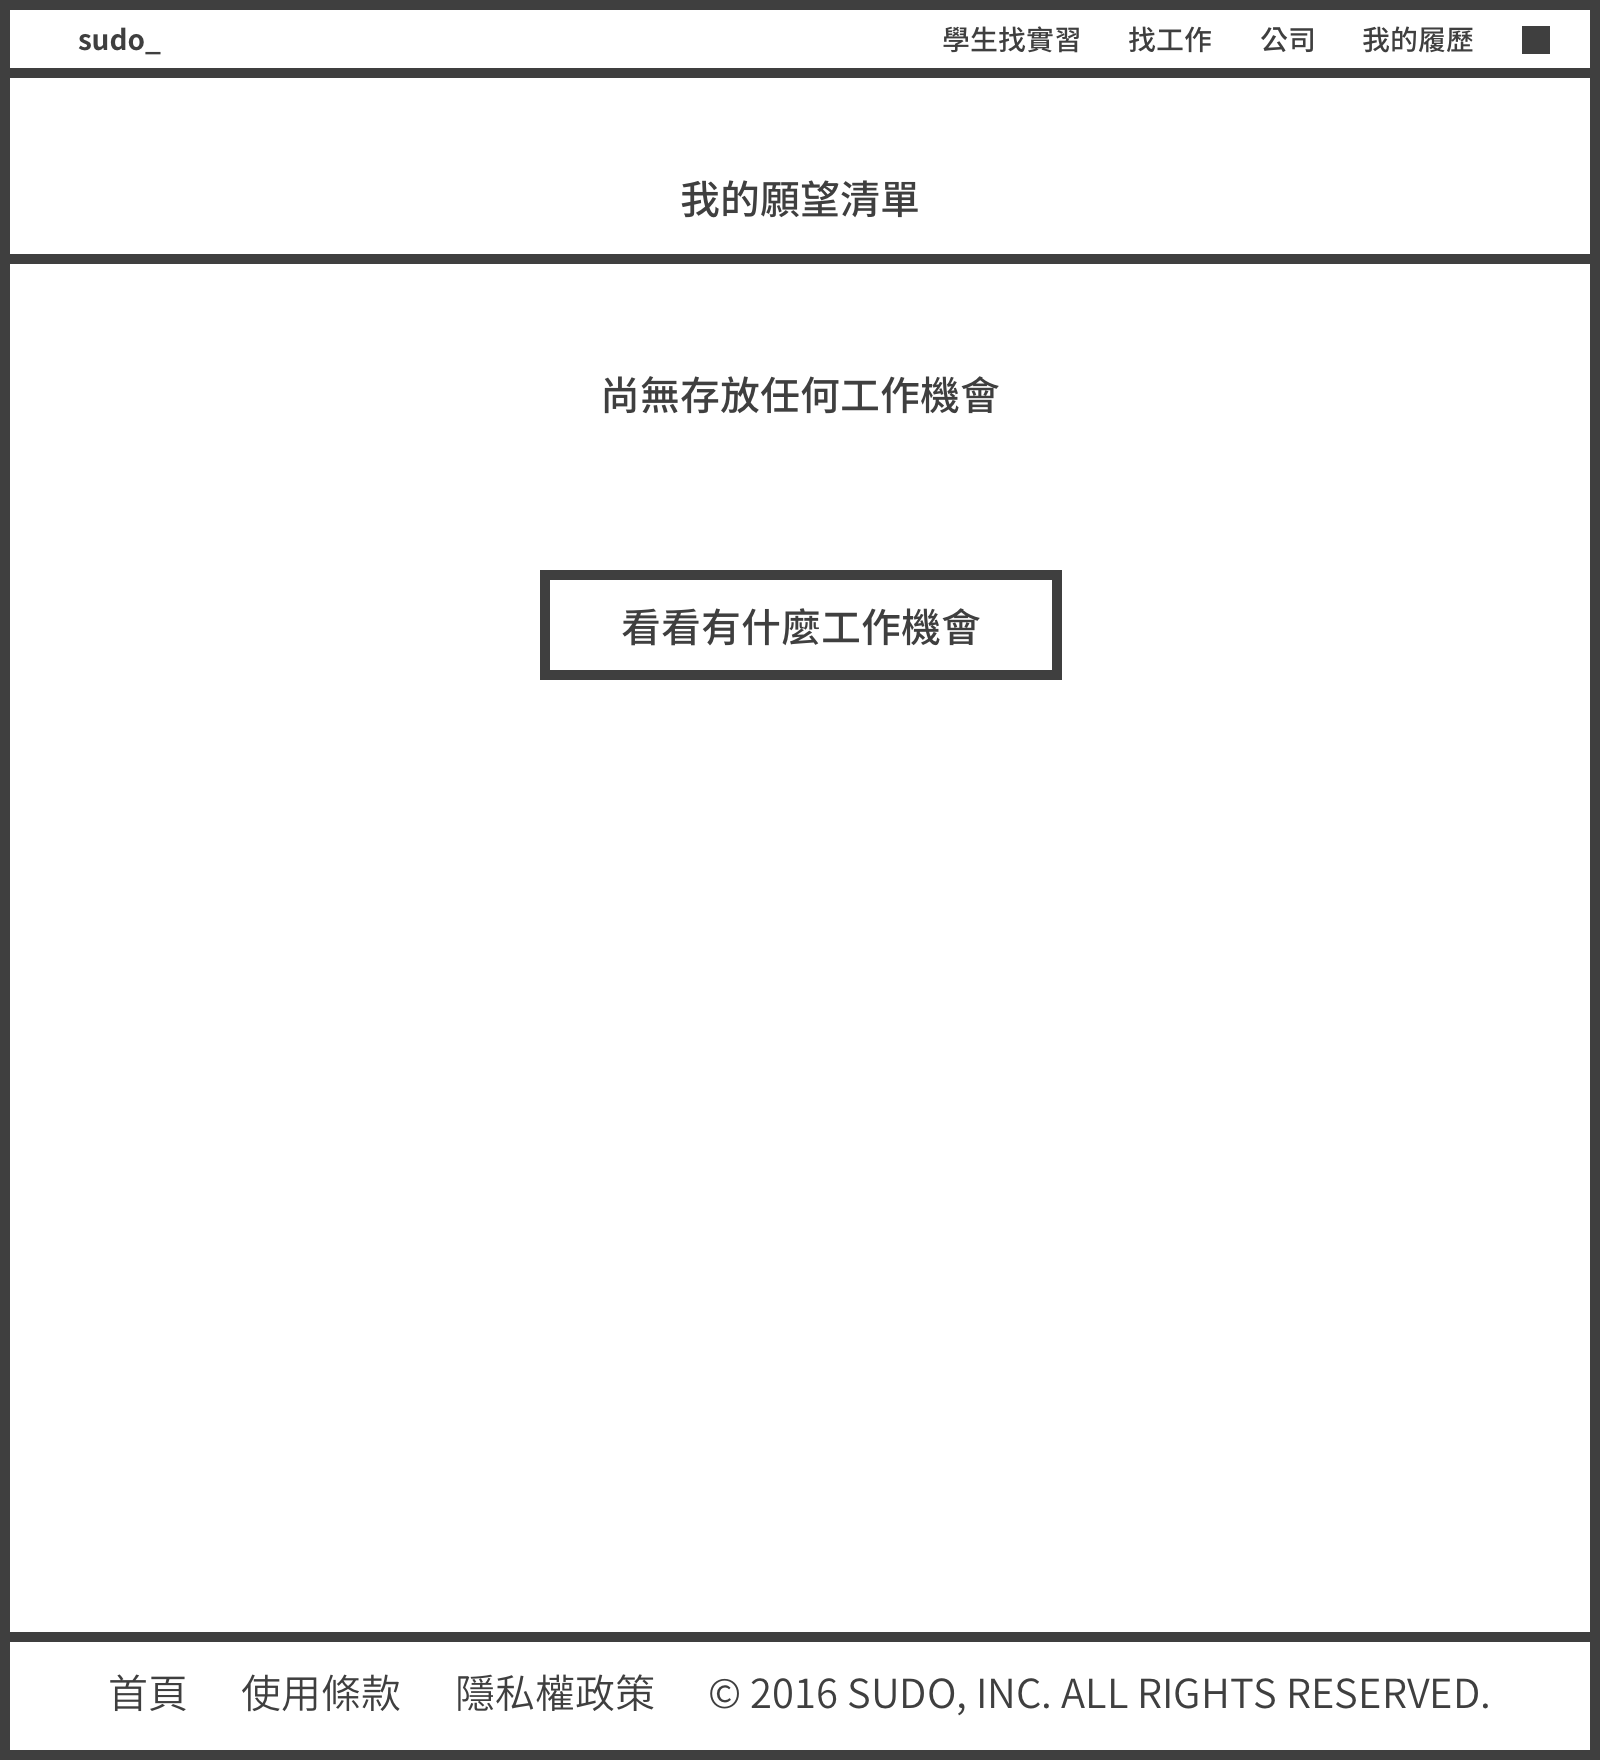 sudo_ 學生找實習 找工作 公司 我的履歷
我的願望清單
尚無存放任何工作機會
看看有什麼工作機會
首頁 使用條款 隱私權政策 © 2016 SUDO, INC. ALL RIGHTS RESERVED.